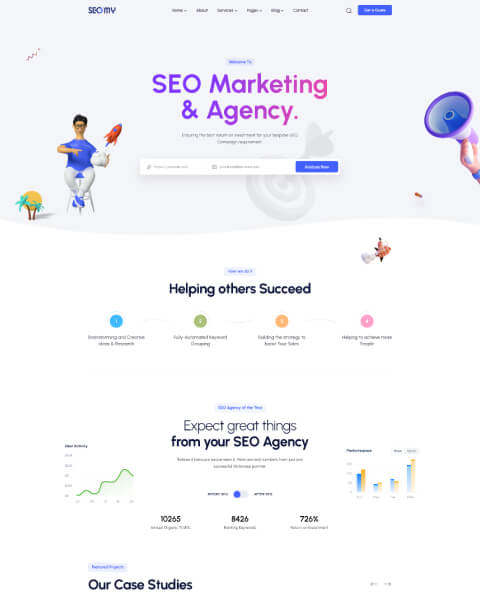 SEOMY
Home About Services Pages Blog Contact
Get a Quote
Welcome To
SEO Marketing
& Agency.
Ensuring the best return on investment for your bespoke SEO
Campaign requirement.
Analyze Now
How we do it
Helping others Succeed
1 2 3 4
Brainstorming and Creative Ideas & Research
Fully-Automated Keyword Grouping
Building the strategy to boost Your Sales
Helping to achieve more People
SEO Agency of the Year
Expect great things
from your SEO Agency
User Activity
Performance
10265 8426 726%
Annual Organic Traffic
Ranking Keywords
Return on Investment
Featured Projects
Our Case Studies